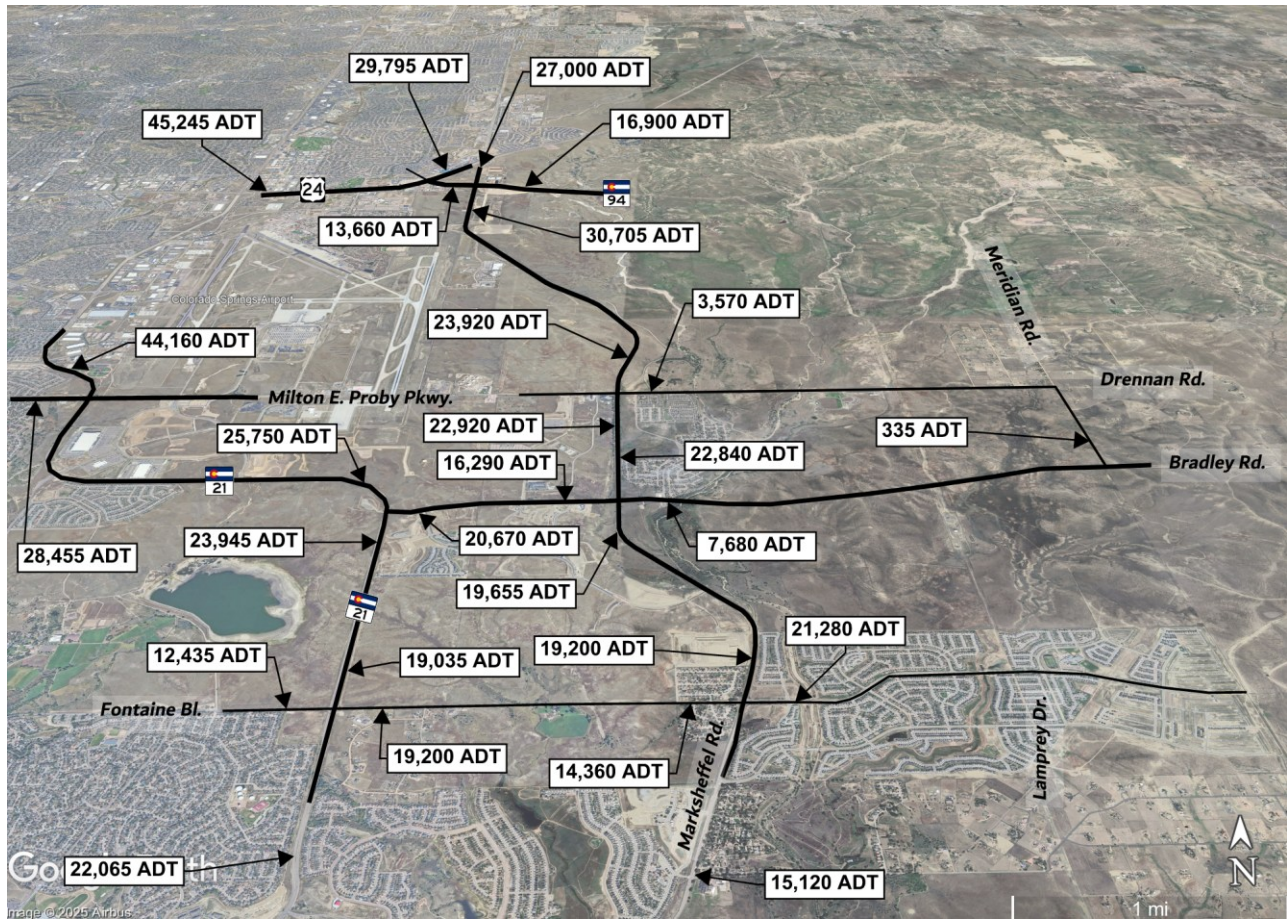 29,795 ADT
27,000 ADT
45,245 ADT
16,900 ADT
24
94
13,660 ADT
30,705 ADT
Meridian Rd.
Colorado Springs Airport
3,570 ADT
23,920 ADT
44,160 ADT
Drennan Rd.
Milton E. Proby Pkwy.
22,920 ADT
335 ADT
25,750 ADT
22,840 ADT
16,290 ADT
Bradley Rd.
21
23,945 ADT
20,670 ADT
7,680 ADT
28,455 ADT
19,655 ADT
21
21,280 ADT
19,200 ADT
12,435 ADT
19,035 ADT
Fontaine Bl.
19,200 ADT
14,360 ADT
Marksheffel Rd.
Lamprey Dr.
22,065 ADT
Google Earth
15,120 ADT
N
Image © 2025 Airbus
1 mi